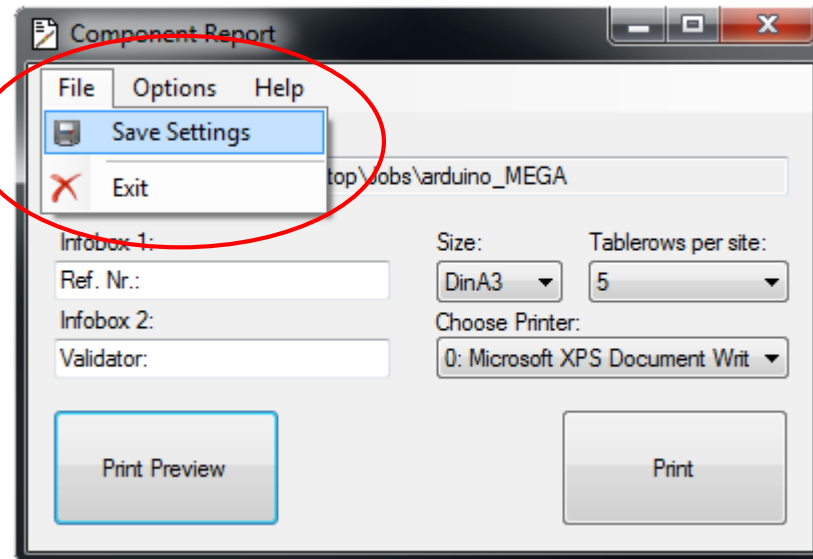 Component Report
File Options Help
Save Settings
top\Jobs\arduino_MEGA
Exit
Infobox 1: Size: Tablerows per site:
Ref. Nr.: DinA3 5
Infobox 2: Choose Printer:
Validator: 0: Microsoft XPS Document Writ
Print Preview Print